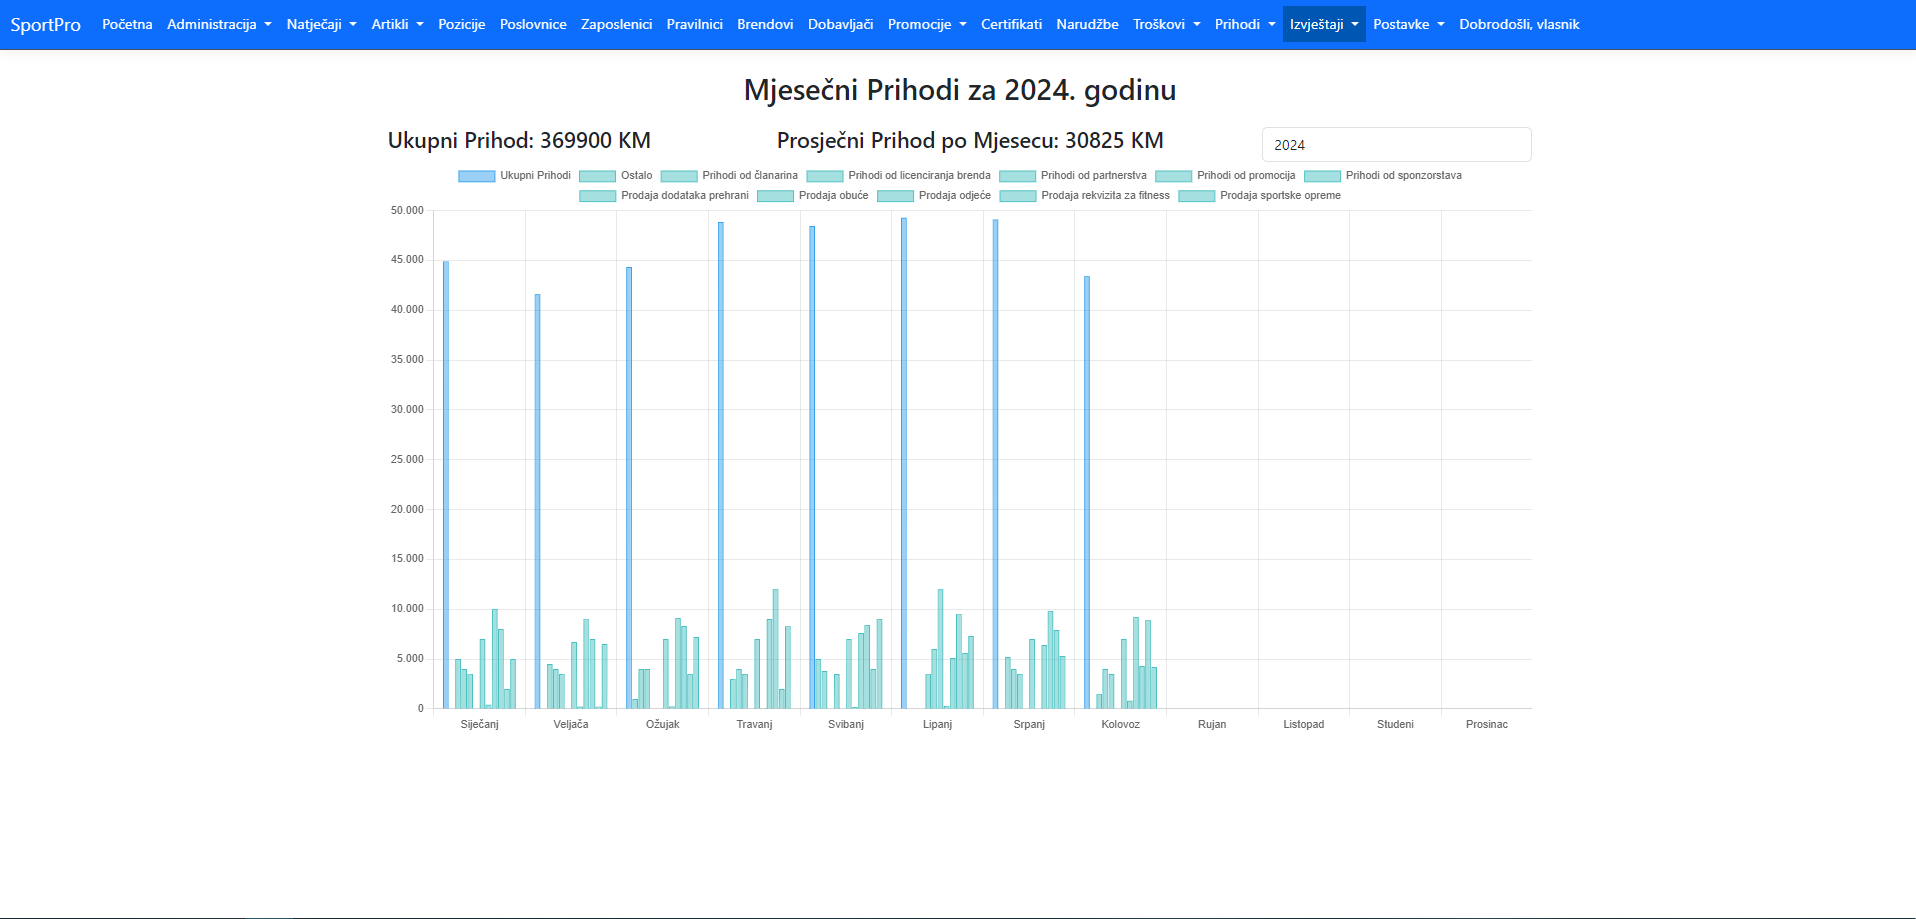 SportPro Početna Administracija Natječaji Artikli Pozicije Poslovnice Zaposlenici Pravilnici Brendovi Dobavljači Promocije Certifikati Narudžbe Troškovi Prihodi Izvještaji Postavke Dobrodošli, vlasnik
Mjesečni Prihodi za 2024. godinu
Ukupni Prihod: 369900 KM Prosječni Prihod po Mjesecu: 30825 KM 2024
Ukupni Prihodi Ostalo Prihodi od članarina Prihodi od licenciranja brenda Prihodi od partnerstva Prihodi od promocija Prihodi od sponzorstava
Prodaja dodataka prehrani Prodaja obuće Prodaja odjeće Prodaja rekvizita za fitness Prodaja sportske opreme
50.000
45.000
40.000
35.000
30.000
25.000
20.000
15.000
10.000
5.000
0
Siječanj Veljača Ožujak Travanj Svibanj Lipanj Srpanj Kolovoz Rujan Listopad Studeni Prosinac